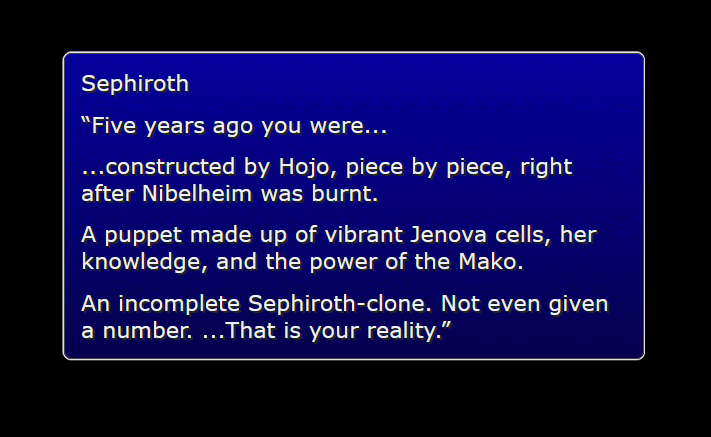 Sephiroth
“Five years ago you were…
…constructed by Hojo, piece by piece, right
after Nibelheim was burnt.
A puppet made up of vibrant Jenova cells, her
knowledge, and the power of the Mako.
An incomplete Sephiroth-clone. Not even given
a number. …That is your reality.”